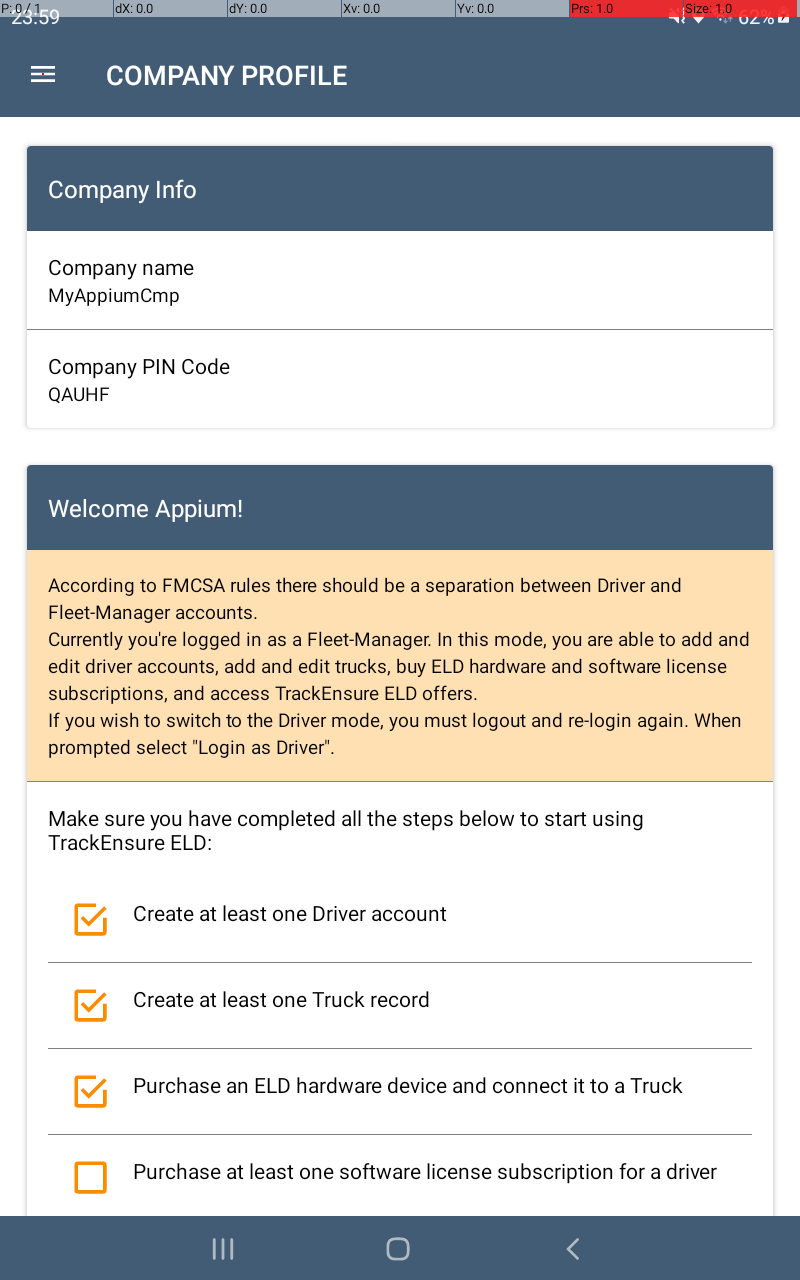 P: 0 / 1 dX: 0.0 dY: 0.0 Xv: 0.0 Yv: 0.0 Prs: 1.0 Size: 1.0
23:59 62%
COMPANY PROFILE
Company Info
Company name
MyAppiumCmp
Company PIN Code
QAUHF
Welcome Appium!
According to FMCSA rules there should be a separation between Driver and
Fleet-Manager accounts.
Currently you're logged in as a Fleet-Manager. In this mode, you are able to add and
edit driver accounts, add and edit trucks, buy ELD hardware and software license
subscriptions, and access TrackEnsure ELD offers.
If you wish to switch to the Driver mode, you must logout and re-login again. When
prompted select "Login as Driver".
Make sure you have completed all the steps below to start using
TrackEnsure ELD:
Create at least one Driver account
Create at least one Truck record
Purchase an ELD hardware device and connect it to a Truck
Purchase at least one software license subscription for a driver